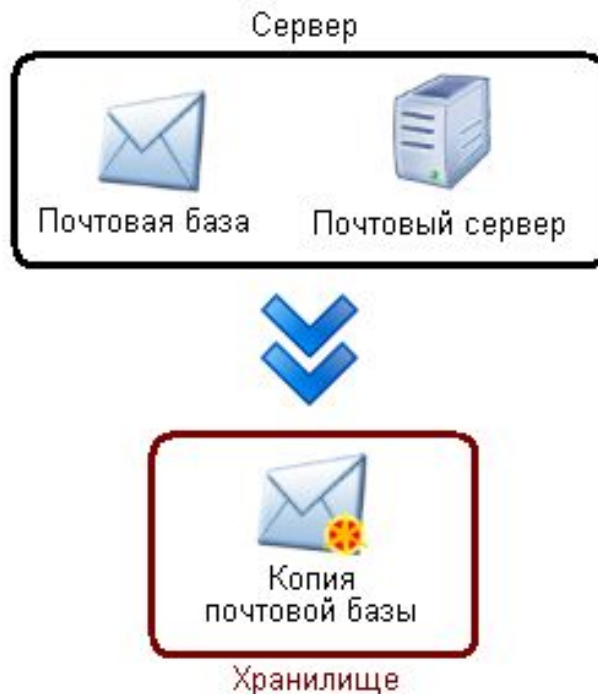 Сервер
Почтовая база
Почтовый сервер
Копия
почтовой базы
Хранилище